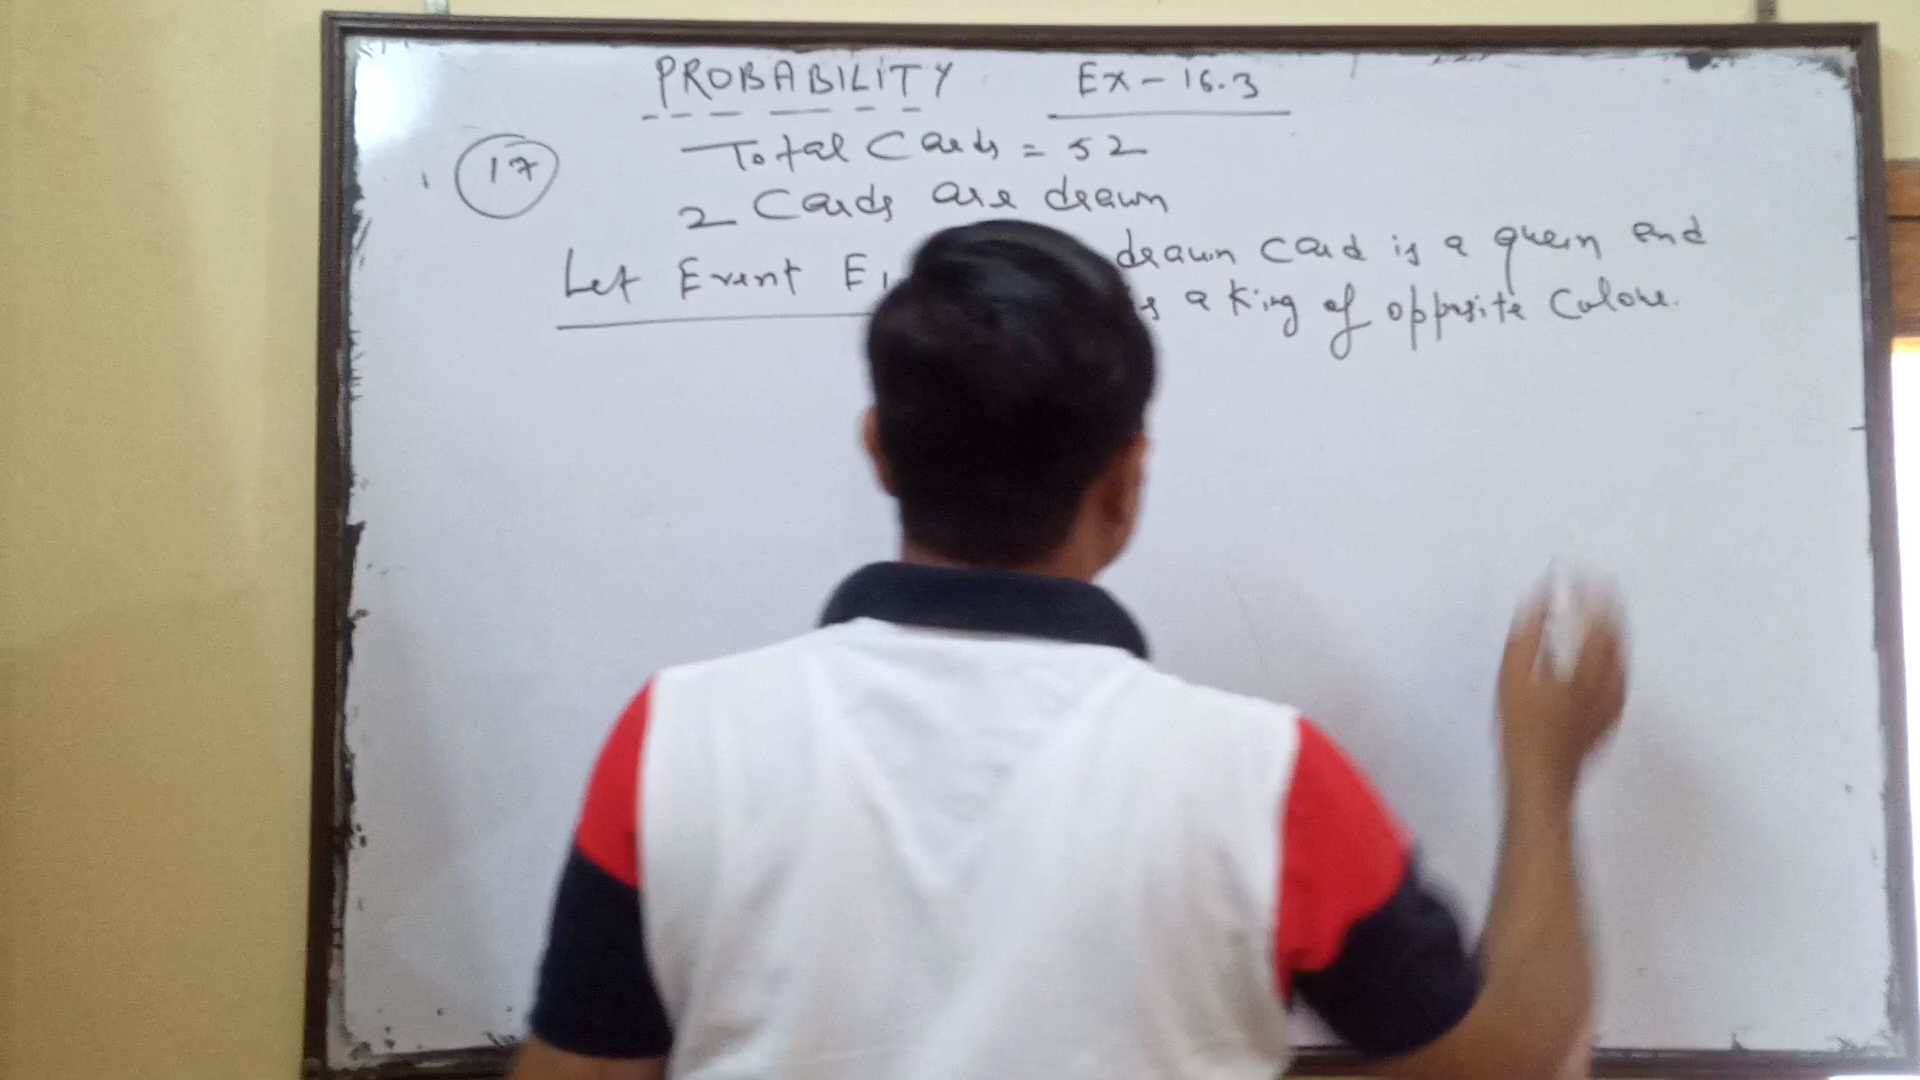 PROBABILITY Ex - 16.3
17 Total Cards = 52
2 Cards are drawn
Let Event E1 drawn card is a queen and
a King of opposite Colour.